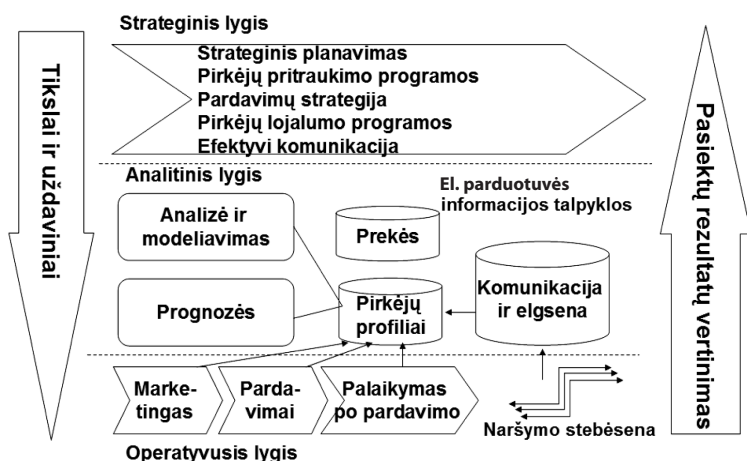 Strateginis lygis
Tikslai ir uždaviniai
Strateginis planavimas
Pirkėjų pritraukimo programos
Pardavimų strategija
Pirkėjų lojalumo programos
Efektyvi komunikacija
Pasiektų rezultatų vertinimas
Analitinis lygis
El. parduotuvės
informacijos talpyklos
Analizė ir
modeliavimas
Prekės
Komunikacija
ir elgsena
Prognozės
Pirkėjų
profiliai
Marke-
tingas
Parda-
vimai
Palaikymas
po pardavimo
Naršymo stebėsena
Operatyvusis lygis